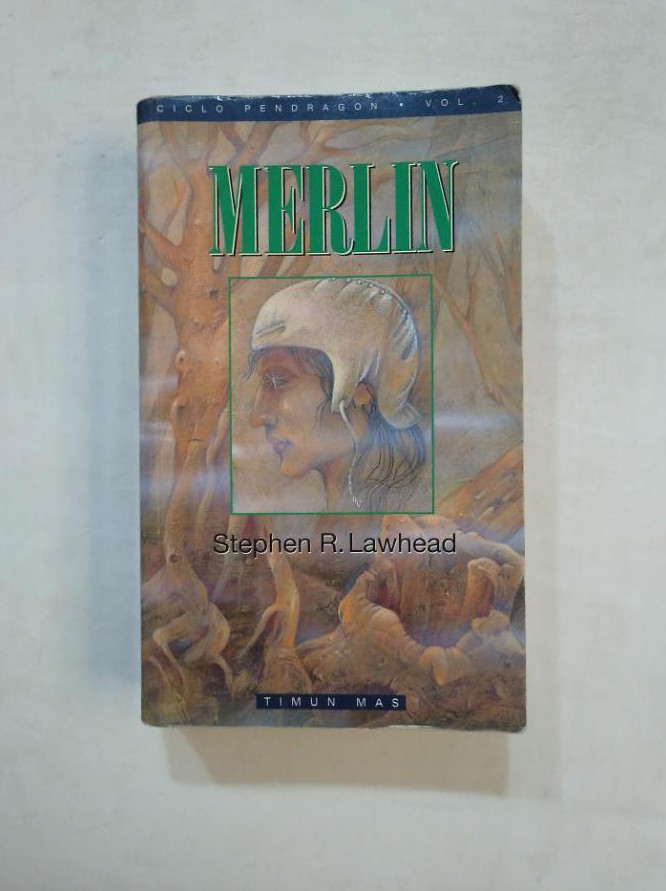 CICLO PENDRAGON • VOL. 2
MERLIN
Stephen R. Lawhead
TIMUN MAS